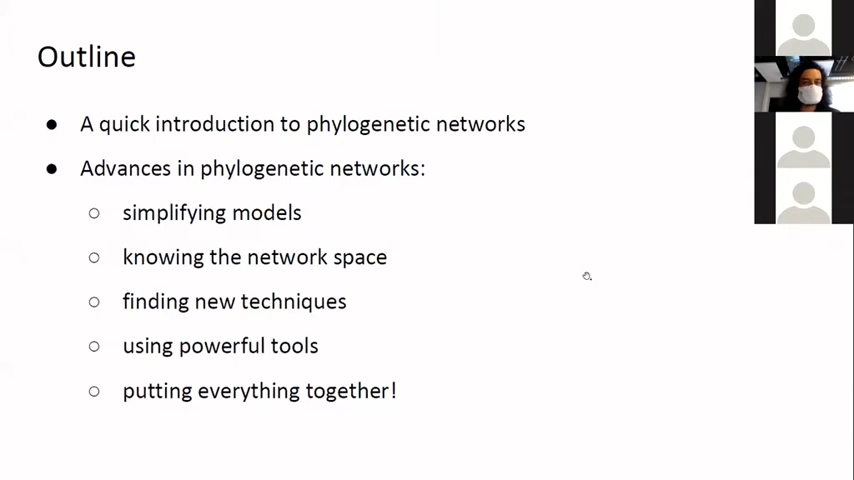 Outline
● A quick introduction to phylogenetic networks
● Advances in phylogenetic networks:
○ simplifying models
○ knowing the network space
○ finding new techniques
○ using powerful tools
○ putting everything together!